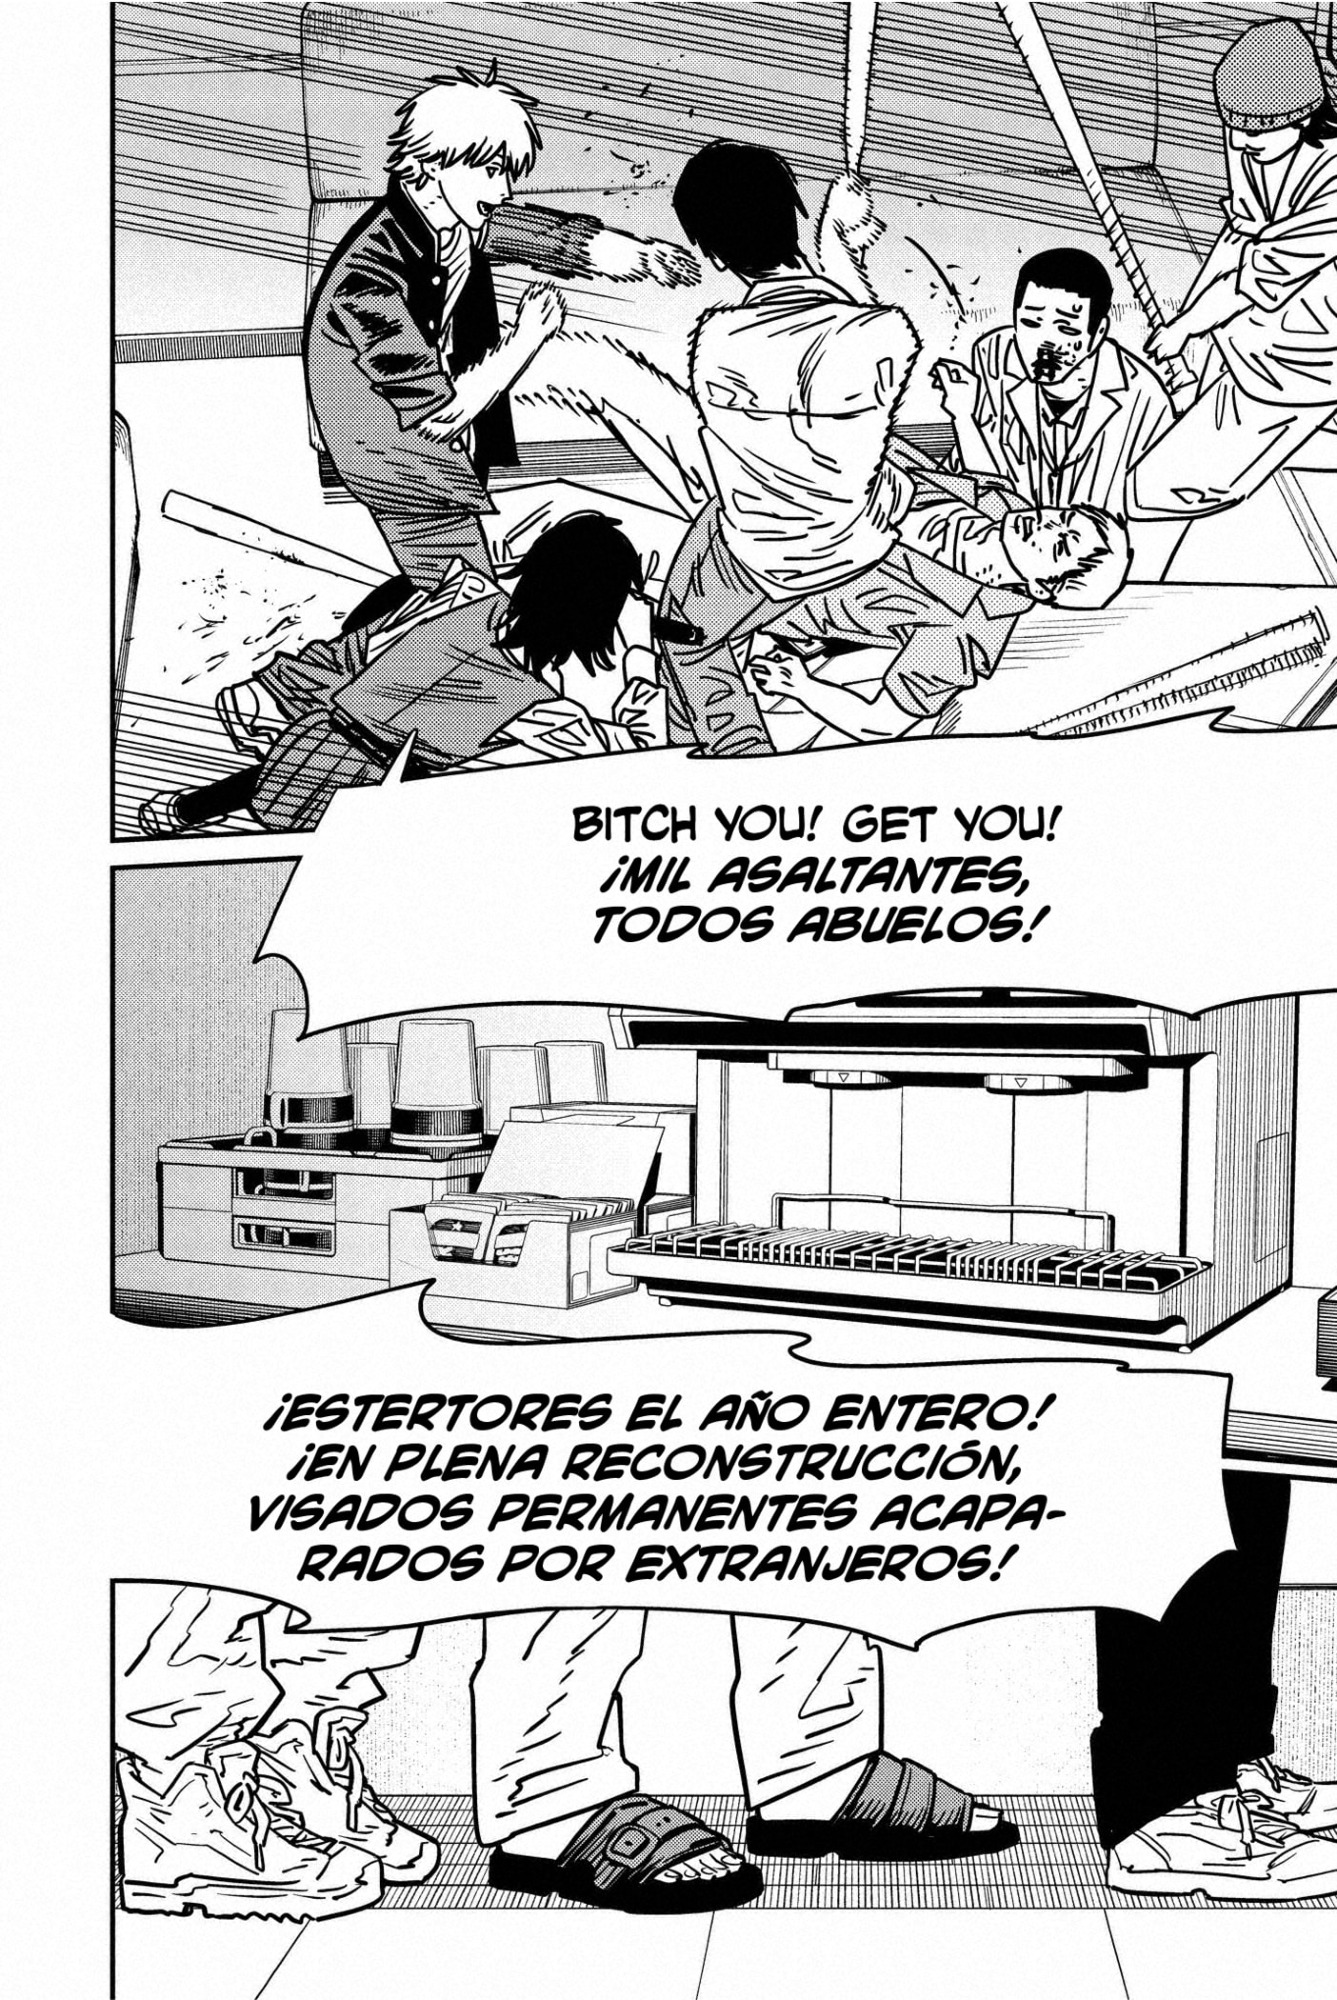 BITCH YOU! GET YOU!
¡MIL ASALTANTES,
TODOS ABUELOS!
¡ESTERTORES EL AÑO ENTERO!
¡EN PLENA RECONSTRUCCIÓN,
VISADOS PERMANENTES ACAPA-
RADOS POR EXTRANJEROS!